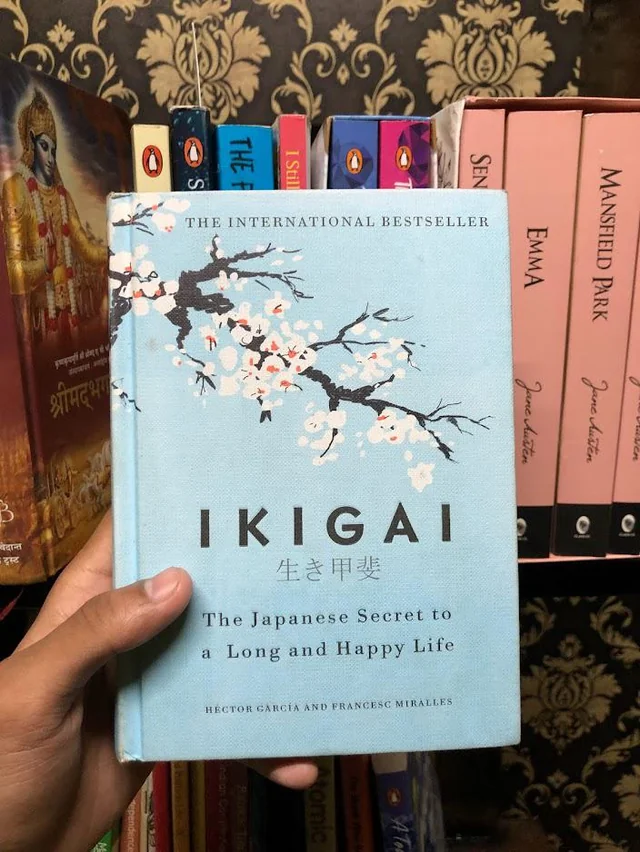 THE INTERNATIONAL BESTSELLER
IKIGAI
生き甲斐
The Japanese Secret to
a Long and Happy Life
HÉCTOR GARCÍA AND FRANCESC MIRALLES
श्रीमद्भग
THE F
I Still
SEN
EMMA
Jane Austen
MANSFIELD PARK
Jane Austen